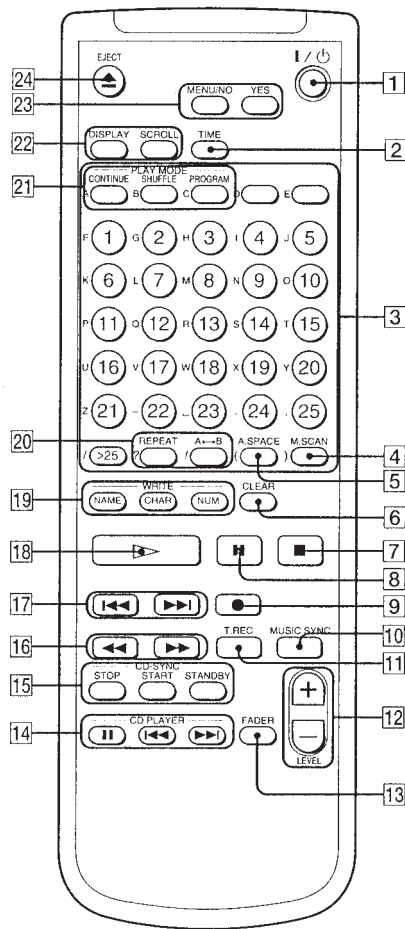 EJECT I / ⏻
24 1
MENU/NO YES
23
DISPLAY SCROLL TIME
22 2
PLAY MODE
21
CONTINUE SHUFFLE PROGRAM
A B C D E
F 1 G 2 H 3 I 4 J 5
K 6 L 7 M 8 N 9 O 10
P 11 Q 12 R 13 S 14 T 15
3
U 16 V 17 W 18 X 19 Y 20
Z 21 – 22 _ 23 . 24 , 25
20
REPEAT A↔B A.SPACE M.SCAN
/ >25 ? ! ( ) 4
5
WRITE CLEAR
19 NAME CHAR NUM
6
18 7
8
17 9
T.REC MUSIC SYNC 10
16 11
CD-SYNC
15 STOP START STANDBY
+ 12
CD PLAYER FADER
14 –
LEVEL
13